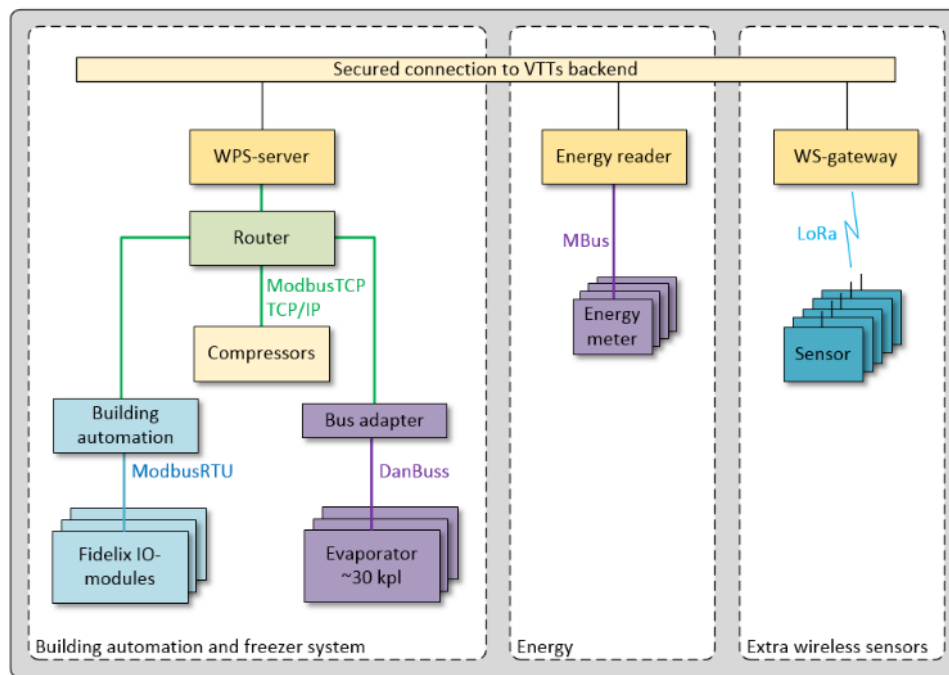 Secured connection to VTTs backend
WPS-server
Router
ModbusTCP
TCP/IP
Compressors
Building
automation
Bus adapter
ModbusRTU
DanBuss
Fidelix IO-
modules
Evaporator
~30 kpl
Building automation and freezer system
Energy reader
MBus
Energy
meter
Energy
WS-gateway
LoRa
Sensor
Extra wireless sensors